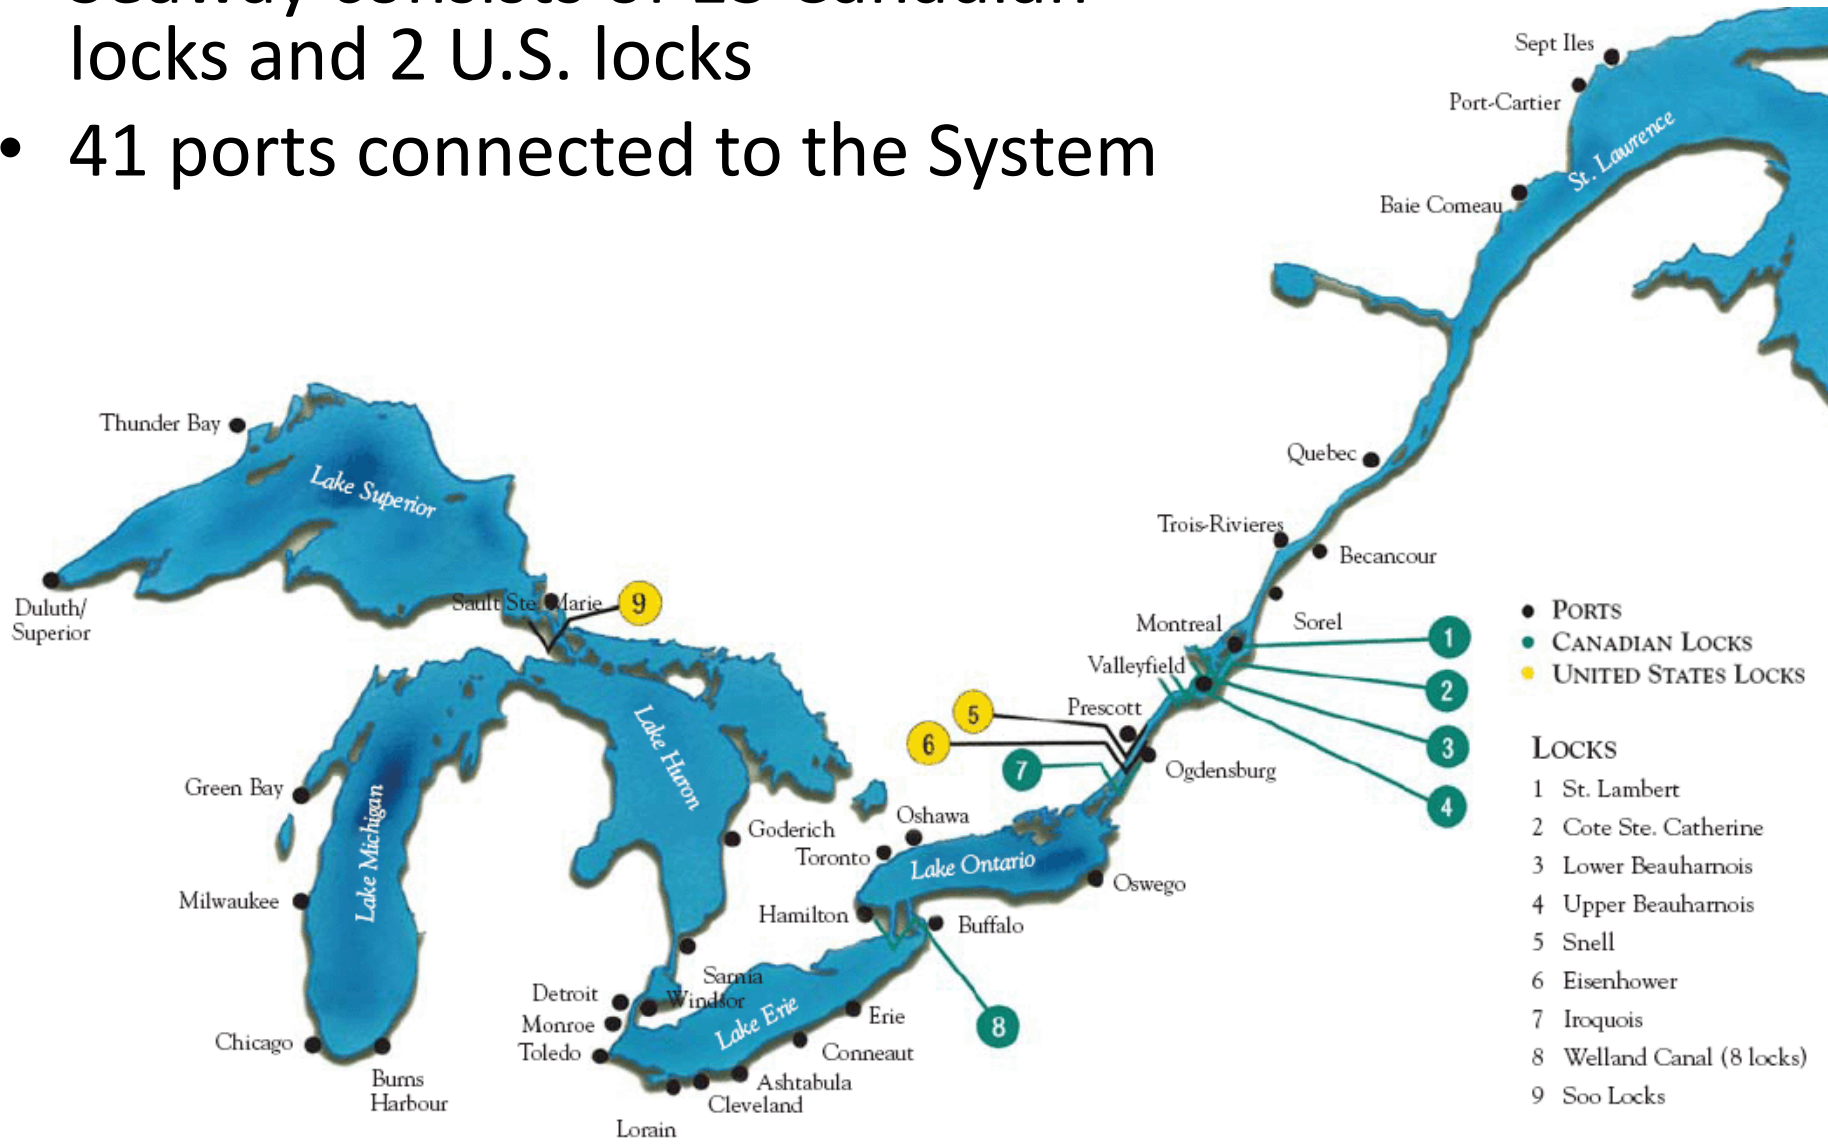 seaway consists of 13 Canadian
locks and 2 U.S. locks
• 41 ports connected to the System
Sept Iles
Port-Cartier
St. Lawrence
Baie Comeau
Quebec
Trois-Rivieres
Becancour
Sorel
Montreal
Valleyfield
Prescott
Ogdensburg
1
2
3
4
5
6
7
Thunder Bay
Lake Superior
Duluth/
Superior
Sault Ste. Marie
9
Lake Huron
Lake Michigan
Green Bay
Milwaukee
Chicago
Burns
Harbour
Goderich
Oshawa
Toronto
Lake Ontario
Oswego
Hamilton
Buffalo
8
Sarnia
Windsor
Detroit
Monroe
Toledo
Lake Erie
Erie
Conneaut
Ashtabula
Cleveland
Lorain
PORTS
CANADIAN LOCKS
UNITED STATES LOCKS
LOCKS
1 St. Lambert
2 Cote Ste. Catherine
3 Lower Beauharnois
4 Upper Beauharnois
5 Snell
6 Eisenhower
7 Iroquois
8 Welland Canal (8 locks)
9 Soo Locks